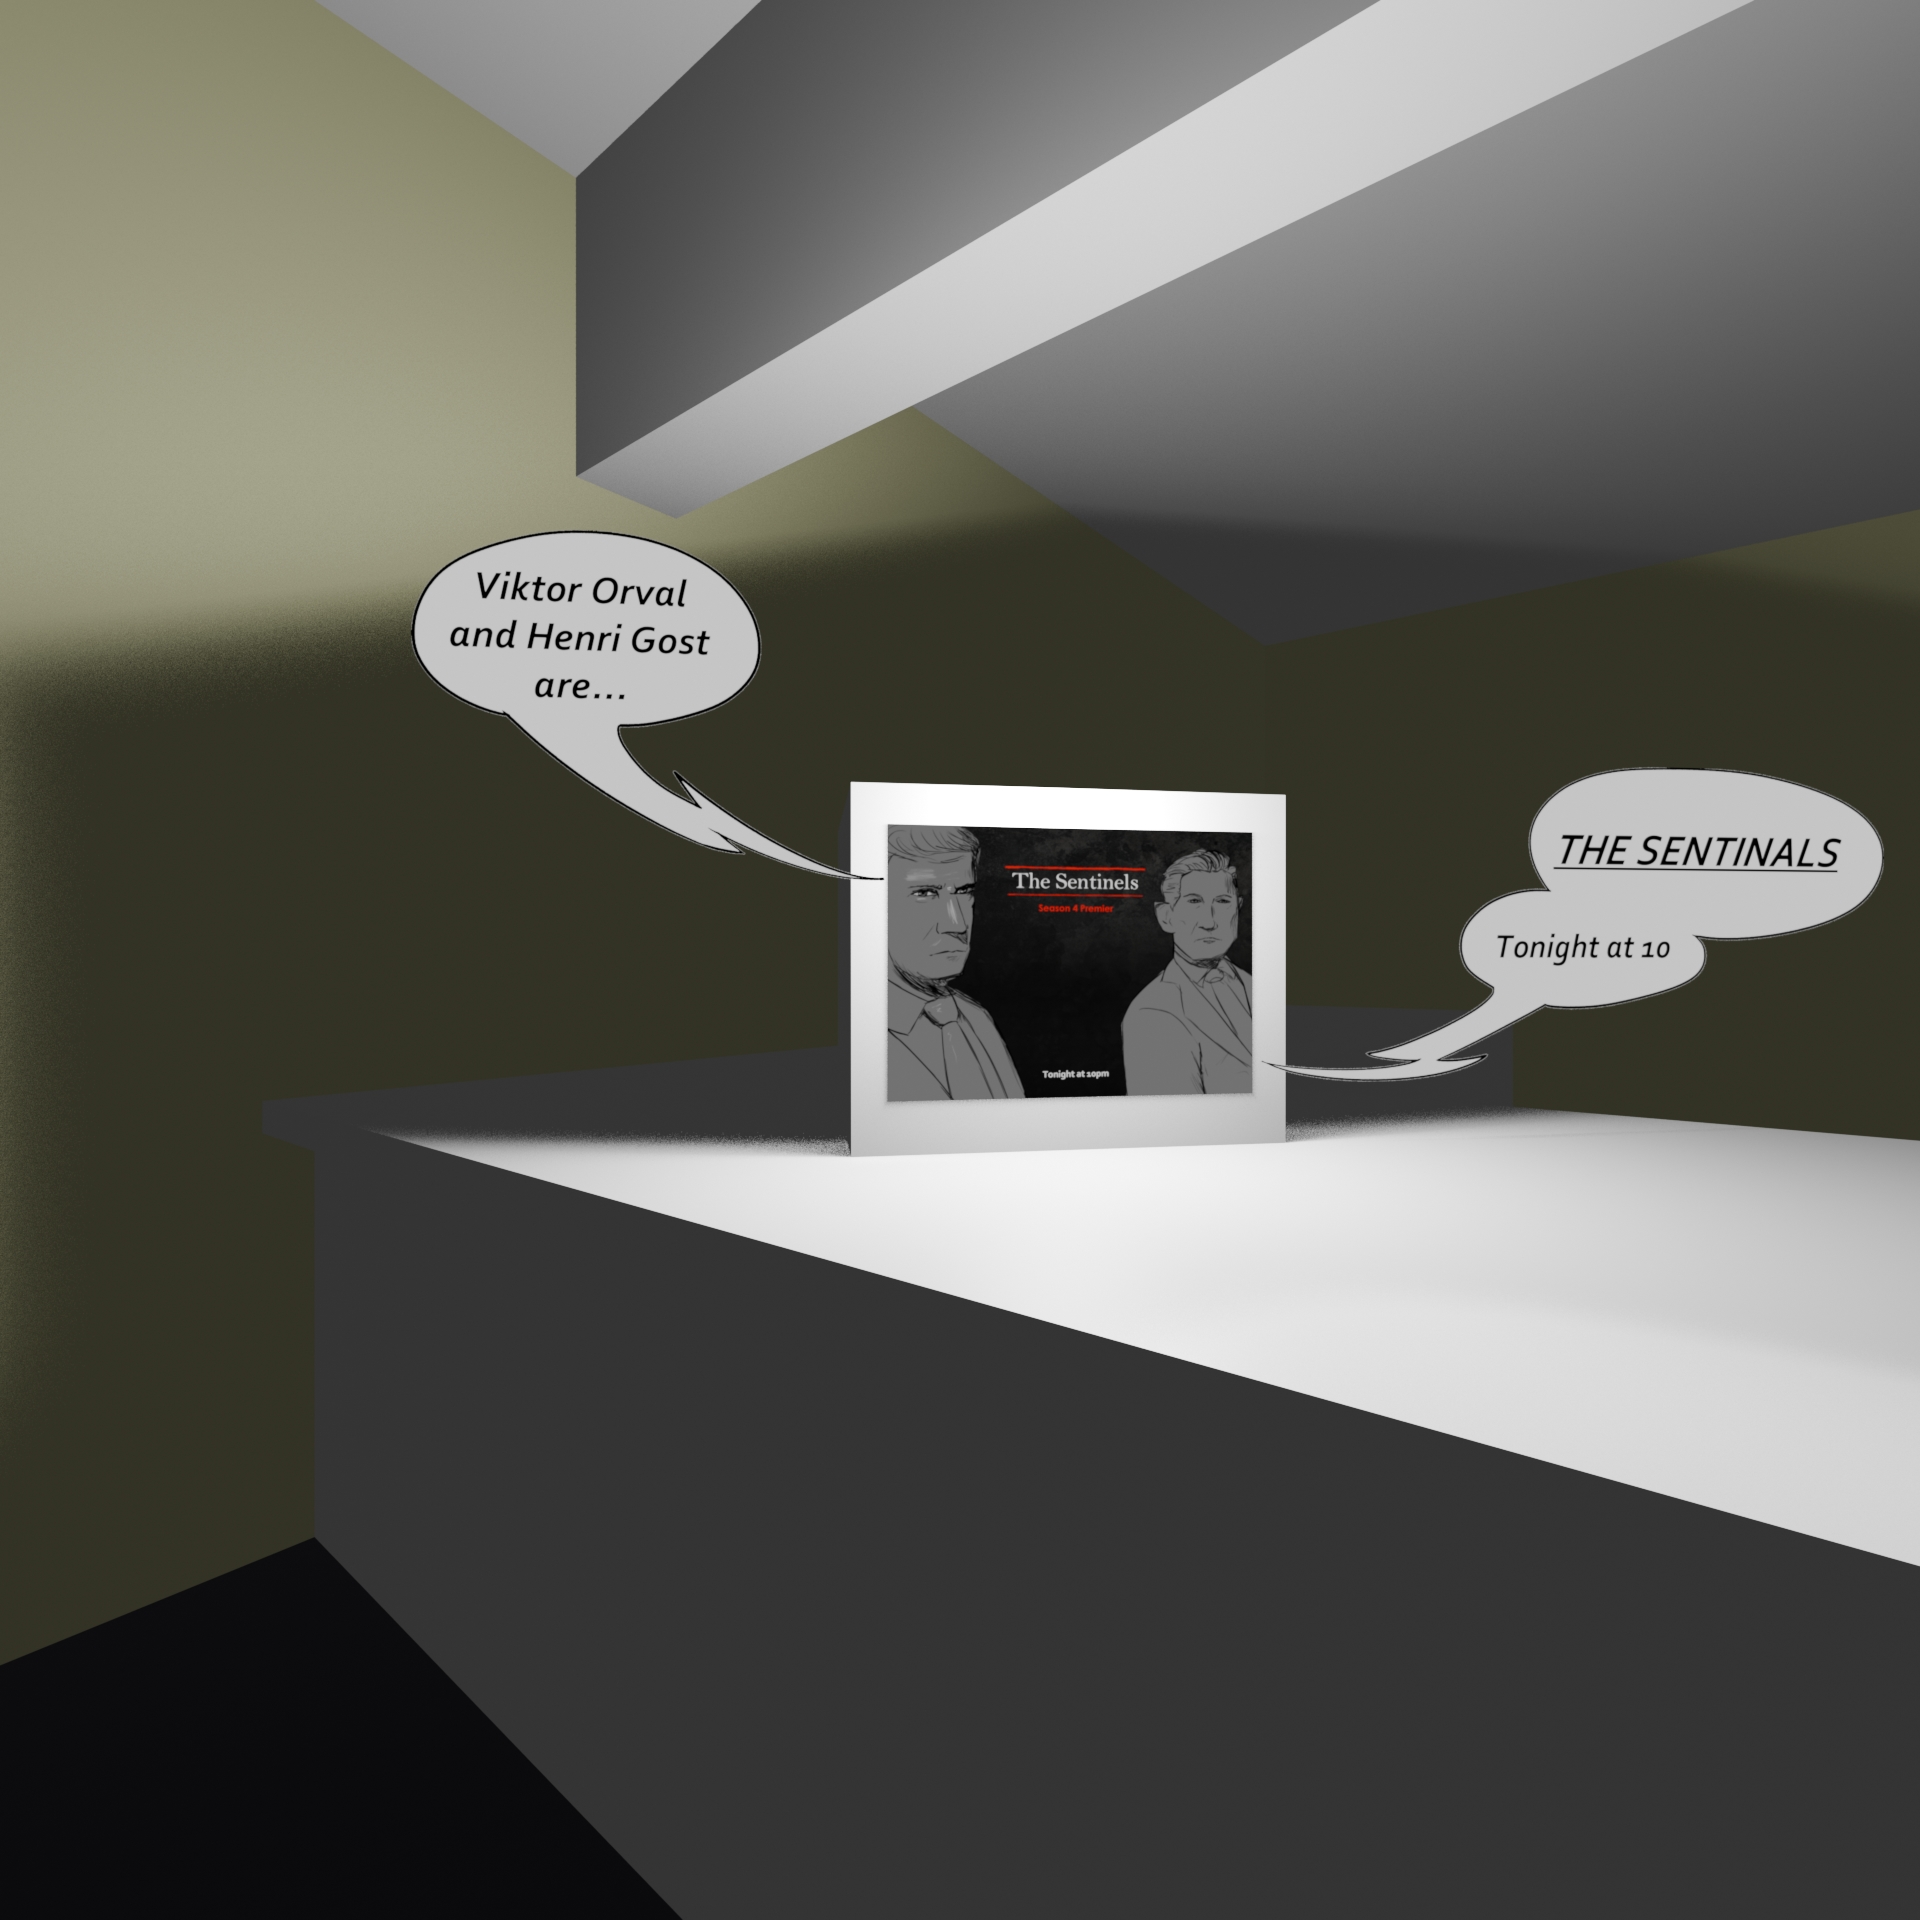 Viktor Orval
and Henri Gost
are...
The Sentinels
Season 4 Premier
Tonight at 10pm
THE SENTINALS
Tonight at 10